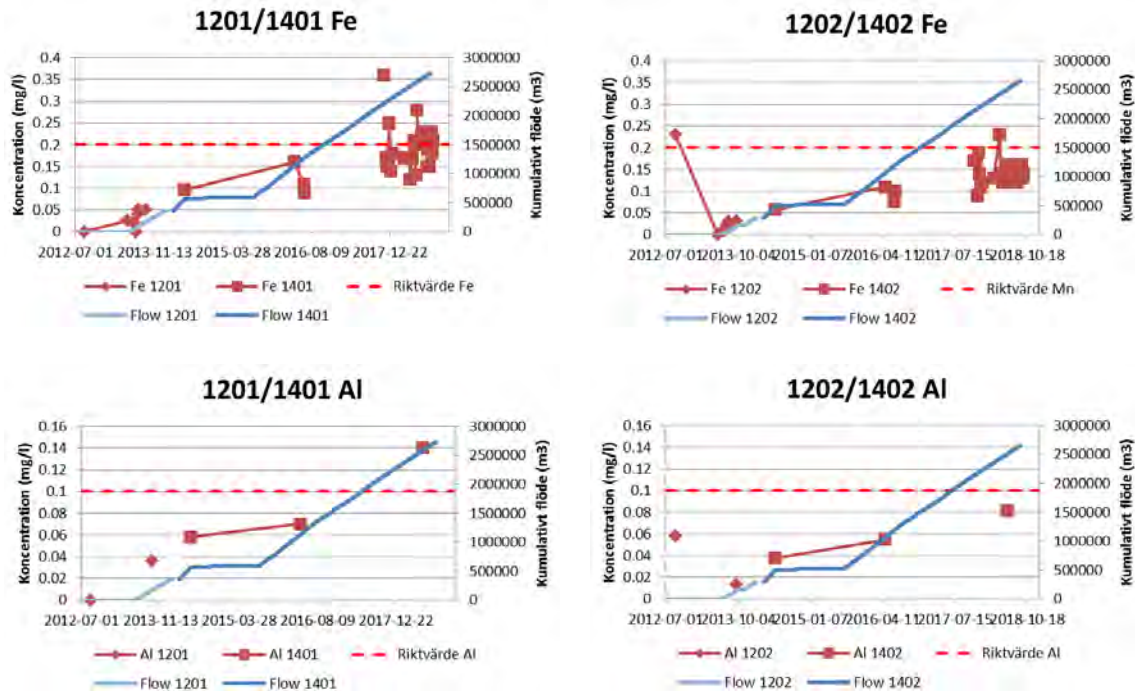 1201/1401 Fe
Koncentration (mg/l)
0.4
0.35
0.3
0.25
0.2
0.15
0.1
0.05
0
3000000
2500000
2000000
1500000
1000000
500000
0
Kumulativt flöde (m3)
2012-07-01 2013-11-13 2015-03-28 2016-08-09 2017-12-22
Fe 1201 Fe 1401 Riktvärde Fe
Flow 1201 Flow 1401
1202/1402 Fe
Koncentration (mg/l)
0.4
0.35
0.3
0.25
0.2
0.15
0.1
0.05
0
3000000
2500000
2000000
1500000
1000000
500000
0
Kumulativt flöde (m3)
2012-07-01 2013-10-04 2015-01-07 2016-04-11 2017-07-15 2018-10-18
Fe 1202 Fe 1402 Riktvärde Mn
Flow 1202 Flow 1402
1201/1401 Al
Koncentration (mg/l)
0.16
0.14
0.12
0.1
0.08
0.06
0.04
0.02
0
3000000
2500000
2000000
1500000
1000000
500000
0
Kumulativt flöde (m3)
2012-07-01 2013-11-13 2015-03-28 2016-08-09 2017-12-22
Al 1201 Al 1401 Riktvärde Al
Flow 1201 Flow 1401
1202/1402 Al
Koncentration (mg/l)
0.16
0.14
0.12
0.1
0.08
0.06
0.04
0.02
0
3000000
2500000
2000000
1500000
1000000
500000
0
Kumulativt flöde (m3)
2012-07-01 2013-10-04 2015-01-07 2016-04-11 2017-07-15 2018-10-18
Al 1202 Al 1402 Riktvärde Al
Flow 1202 Flow 1402